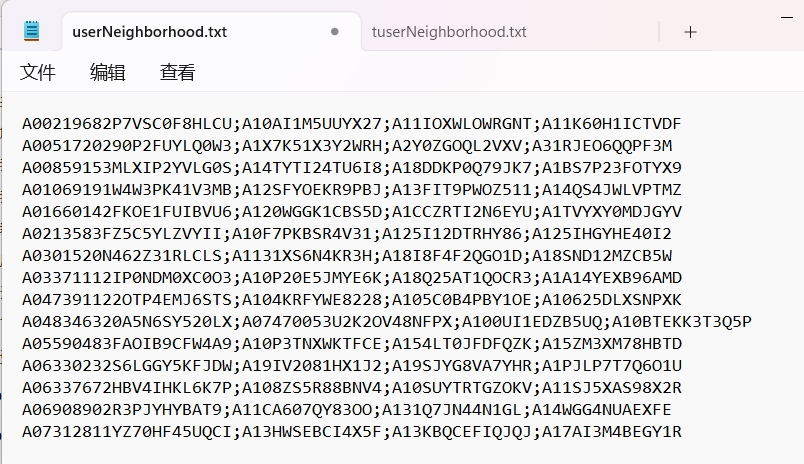 userNeighborhood.txt
tuserNeighborhood.txt
文件 编辑 查看
A00219682P7VSC0F8HLCU;A10AI1M5UUYX27;A11IOXWLOWRGNT;A11K60H1ICTVDF
A0051720290P2FUYLQ0W3;A1X7K51X3Y2WRH;A2Y0ZGOQL2VXV;A31RJEO6QQPF3M
A00859153MLXIP2YVLG0S;A14TYTI24TU6I8;A18DDKP0Q79JK7;A1BS7P23FOTYX9
A01069191W4W3PK41V3MB;A12SFYOEKR9PBJ;A13FIT9PWOZ511;A14QS4JWLVPTMZ
A01660142FKOE1FUIBVU6;A120WGGK1CBS5D;A1CCZRTI2N6EYU;A1TVYXY0MDJGYV
A0213583FZ5C5YLZVYII;A10F7PKBSR4V31;A125I12DTRHY86;A125IHGYHE40I2
A0301520N462Z31RLCLS;A1131XS6N4KR3H;A18I8F4F2QGO1D;A18SND12MZCB5W
A03371112IP0NDM0XC0O3;A10P20E5JMYE6K;A18Q25AT1QOCR3;A1A14YEXB96AMD
A047391122OTP4EMJ6STS;A104KRFYWE8228;A105C0B4PBY1OE;A10625DLXSNPXK
A048346320A5N6SY520LX;A07470053U2K2OV48NFPX;A100UI1EDZB5UQ;A10BTEKK3T3Q5P
A05590483FAOIB9CFW4A9;A10P3TNXWKTFCE;A154LT0JFDFQZK;A15ZM3XM78HBTD
A06330232S6LGGY5KFJDW;A19IV2081HX1J2;A19SJYG8VA7YHR;A1PJLP7T7Q6O1U
A06337672HBV4IHKL6K7P;A108ZS5R88BNV4;A10SUYTRTGZOKV;A11SJ5XAS98X2R
A06908902R3PJYHYBAT9;A11CA607QY83OO;A131Q7JN44N1GL;A14WGG4NUAEXFE
A07312811YZ70HF45UQCI;A13HWSEBCI4X5F;A13KBQCEFIQJQJ;A17AI3M4BEGY1R